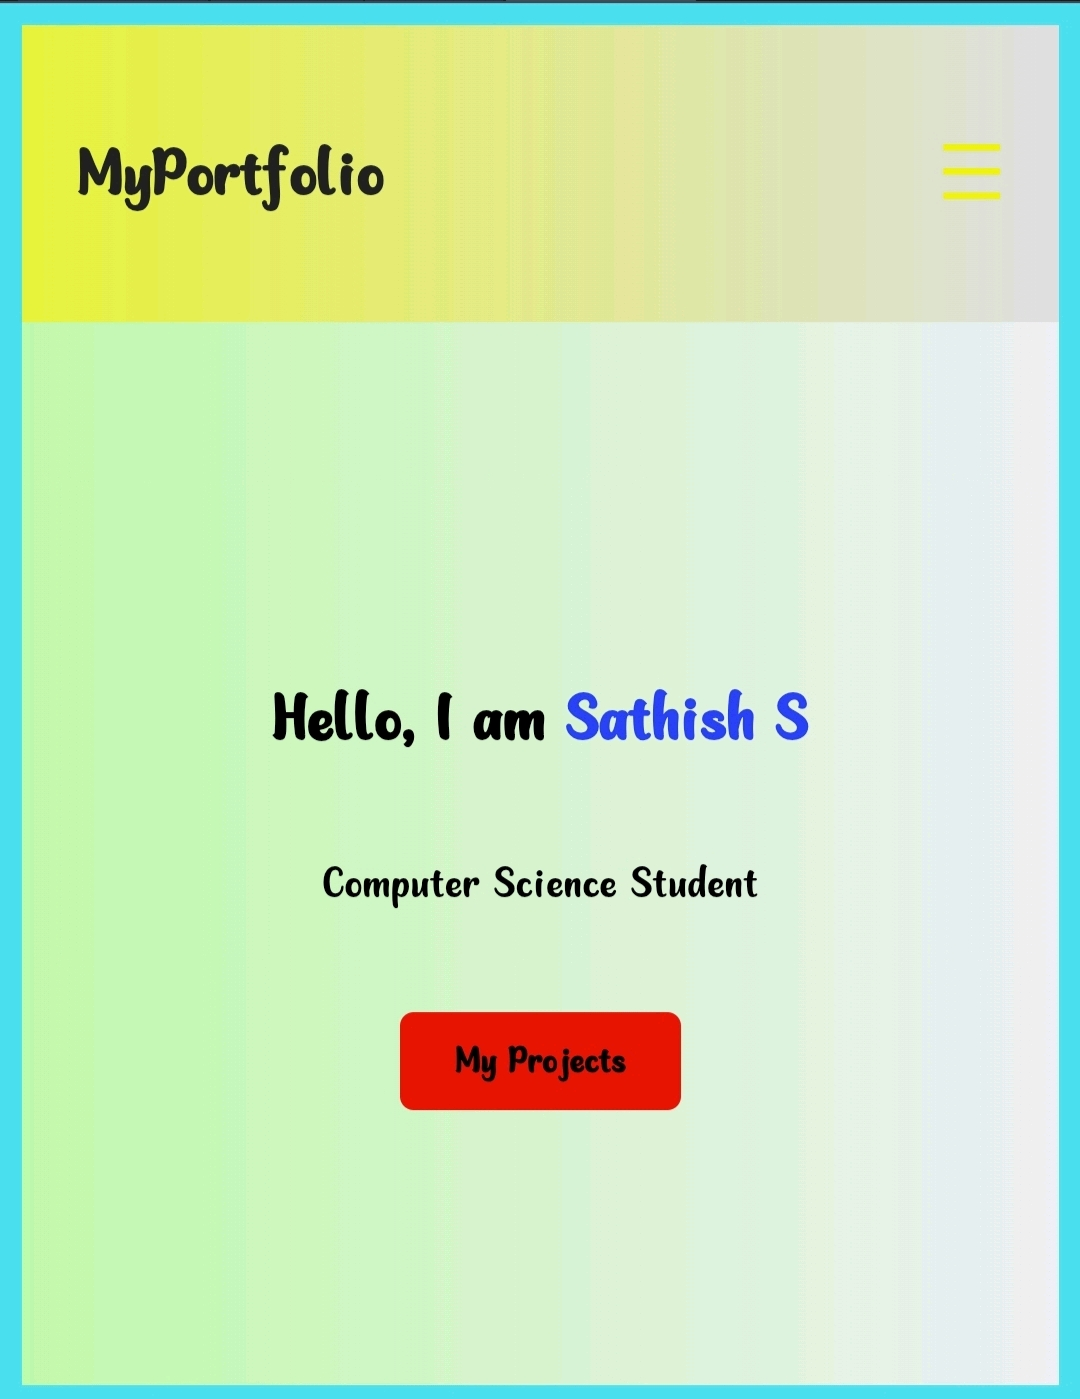 MyPortfolio
Hello, I am Sathish S
Computer Science Student
My Projects